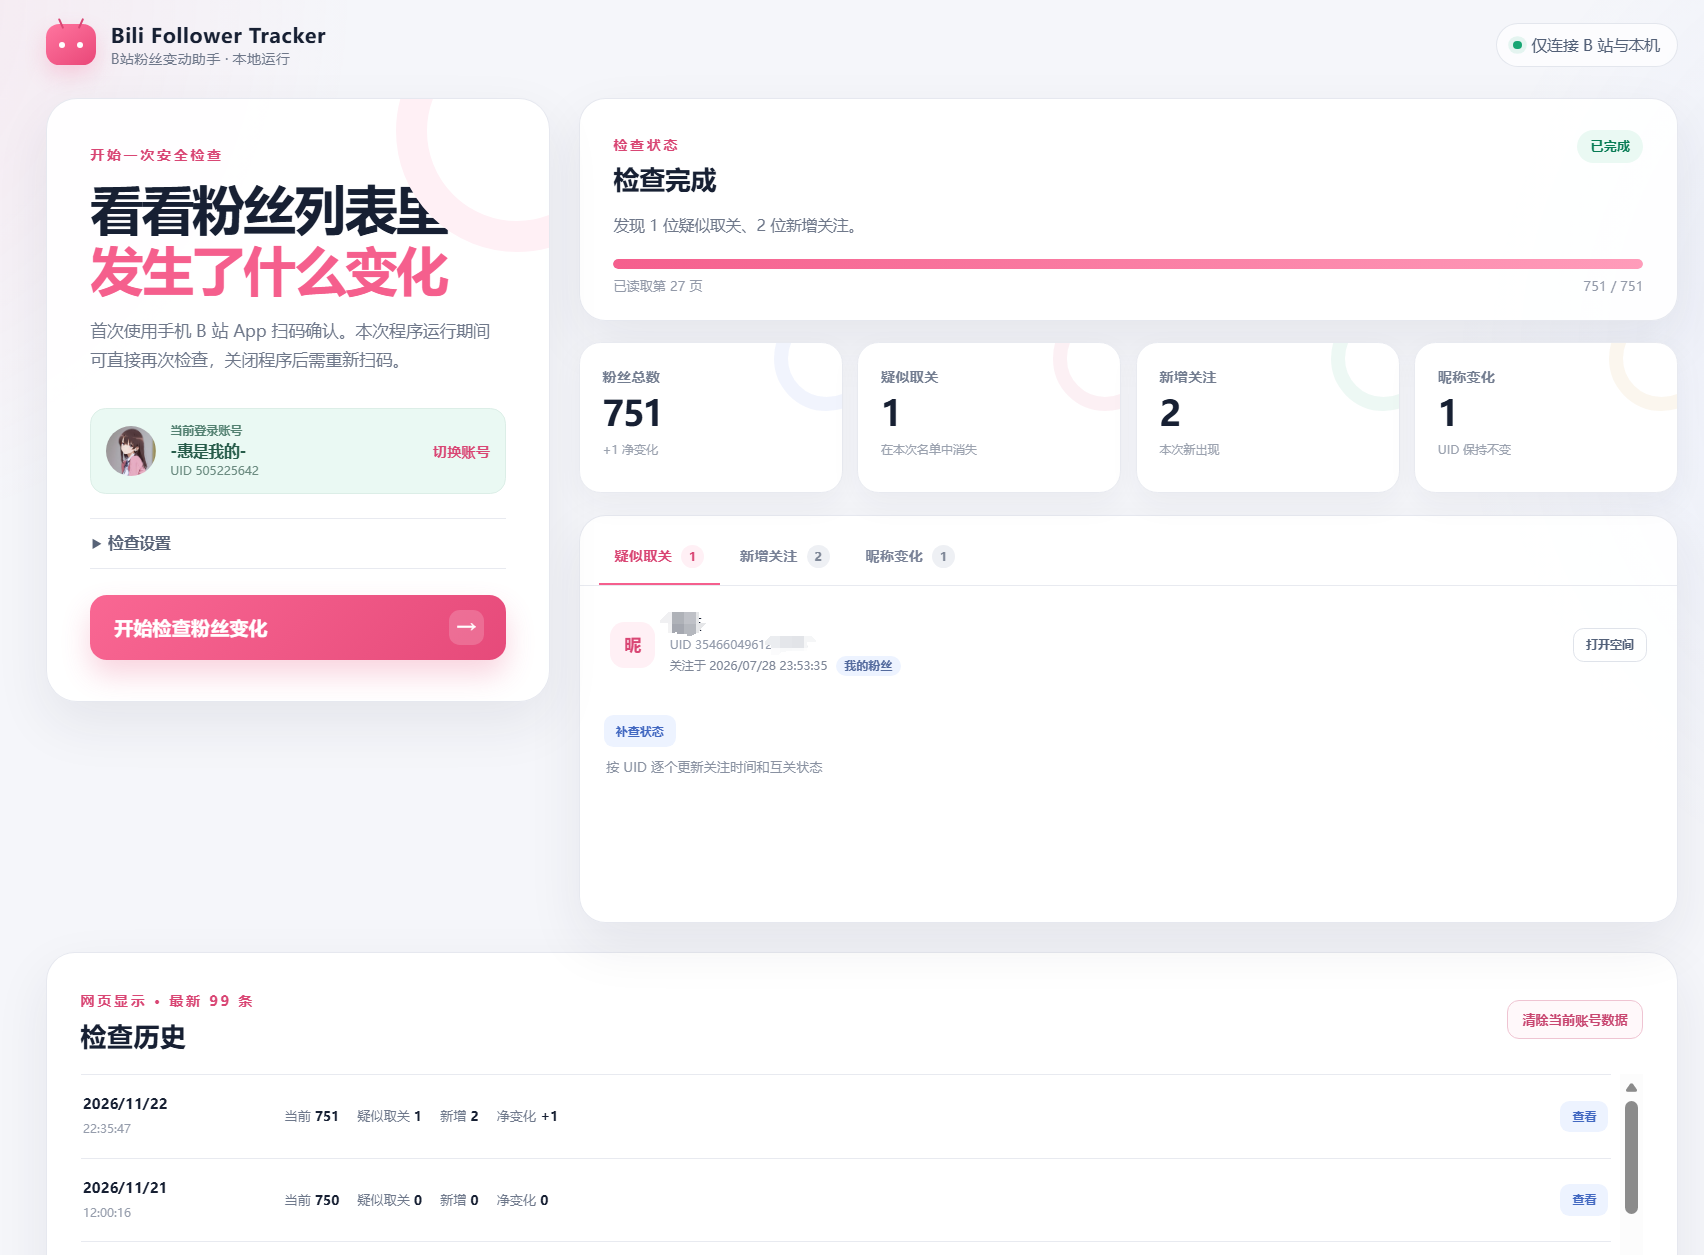 Bili Follower Tracker
B站粉丝变动助手 · 本地运行
仅连接 B 站与本机
开始一次安全检查
看看粉丝列表里
发生了什么变化
首次使用手机 B 站 App 扫码确认。本次程序运行期间
可直接再次检查，关闭程序后需重新扫码。
当前登录账号
-惠是我的-
UID 505225642
切换账号
▶ 检查设置
开始检查粉丝变化 →
检查状态
已完成
检查完成
发现 1 位疑似取关、2 位新增关注。
已读取第 27 页
751 / 751
粉丝总数
751
+1 净变化
疑似取关
1
在本次名单中消失
新增关注
2
本次新出现
昵称变化
1
UID 保持不变
疑似取关 1 新增关注 2 昵称变化 1
昵
UID 3546604961
关注于 2026/07/28 23:53:35 我的粉丝
打开空间
补查状态
按 UID 逐个更新关注时间和互关状态
网页显示 • 最新 99 条
检查历史
清除当前账号数据
2026/11/22
22:35:47
当前 751 疑似取关 1 新增 2 净变化 +1
查看
2026/11/21
12:00:16
当前 750 疑似取关 0 新增 0 净变化 0
查看